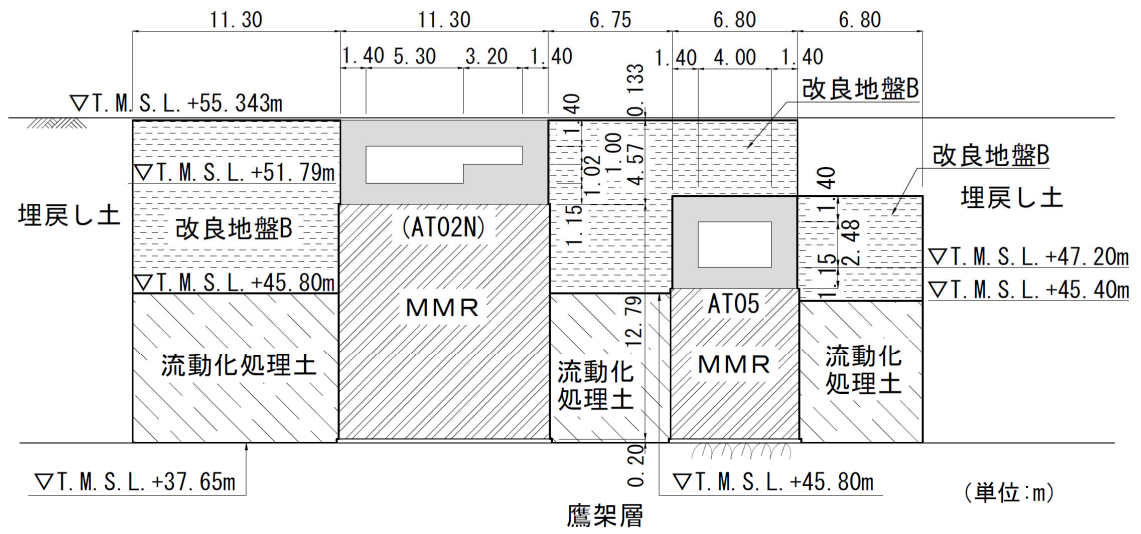 11.30
11.30
6.75
6.80
6.80
1.40
5.30
3.20
1.40
1.40
4.00
1.40
0.133
改良地盤B
▽T.M.S.L.+55.343m
1.40
1.00
1.02
4.57
改良地盤B
▽T.M.S.L.+51.79m
1.40
埋戻し土
埋戻し土
改良地盤B
(AT02N)
1.15
2.48
▽T.M.S.L.+47.20m
1.15
▽T.M.S.L.+45.80m
▽T.M.S.L.+45.40m
MMR
AT05
12.79
流動化処理土
流動化
処理土
MMR
流動化
処理土
▽T.M.S.L.+37.65m
0.20
▽T.M.S.L.+45.80m
(単位:m)
鷹架層